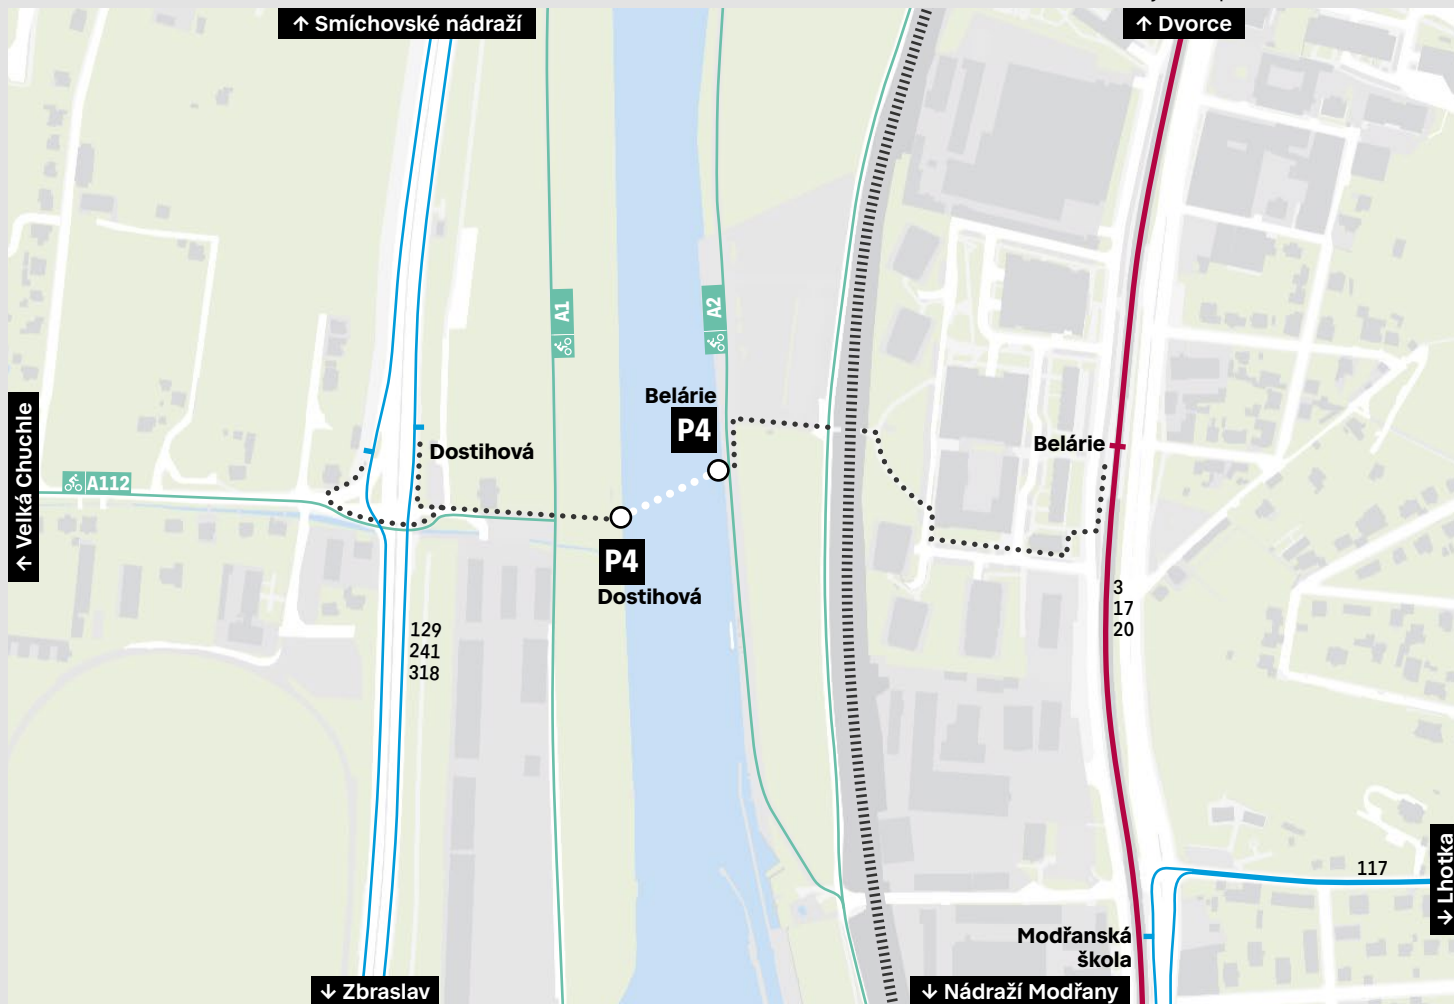 ↑ Smíchovské nádraží
↑ Dvorce
A1
A2
Belárie
P4
Belárie
Dostihová
← Velká Chuchle
A112
P4
Dostihová
3
17
20
129
241
318
117
↓ Lhotka
Modřanská
škola
↓ Zbraslav
↓ Nádraží Modřany